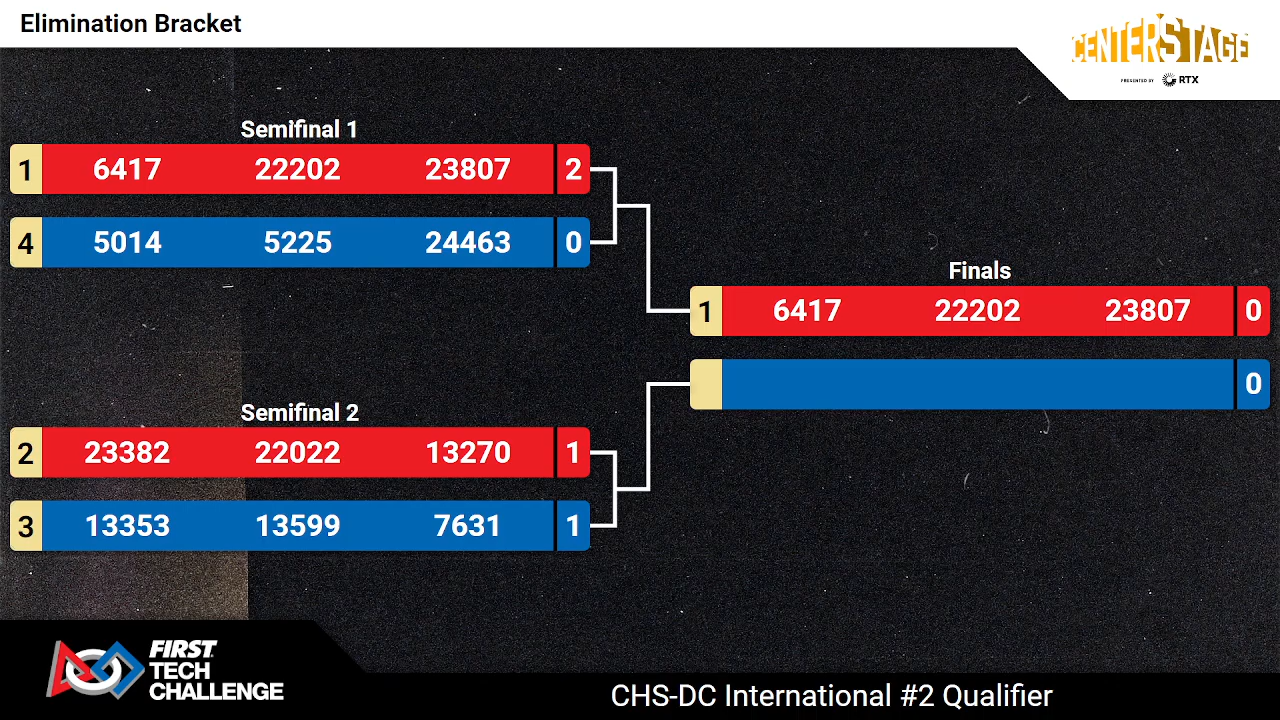 Elimination Bracket
CENTERSTAGE
PRESENTED BY RTX
Semifinal 1
1 6417 22202 23807 2
4 5014 5225 24463 0
Finals
1 6417 22202 23807 0
0
Semifinal 2
2 23382 22022 13270 1
3 13353 13599 7631 1
FIRST
TECH
CHALLENGE
CHS-DC International #2 Qualifier